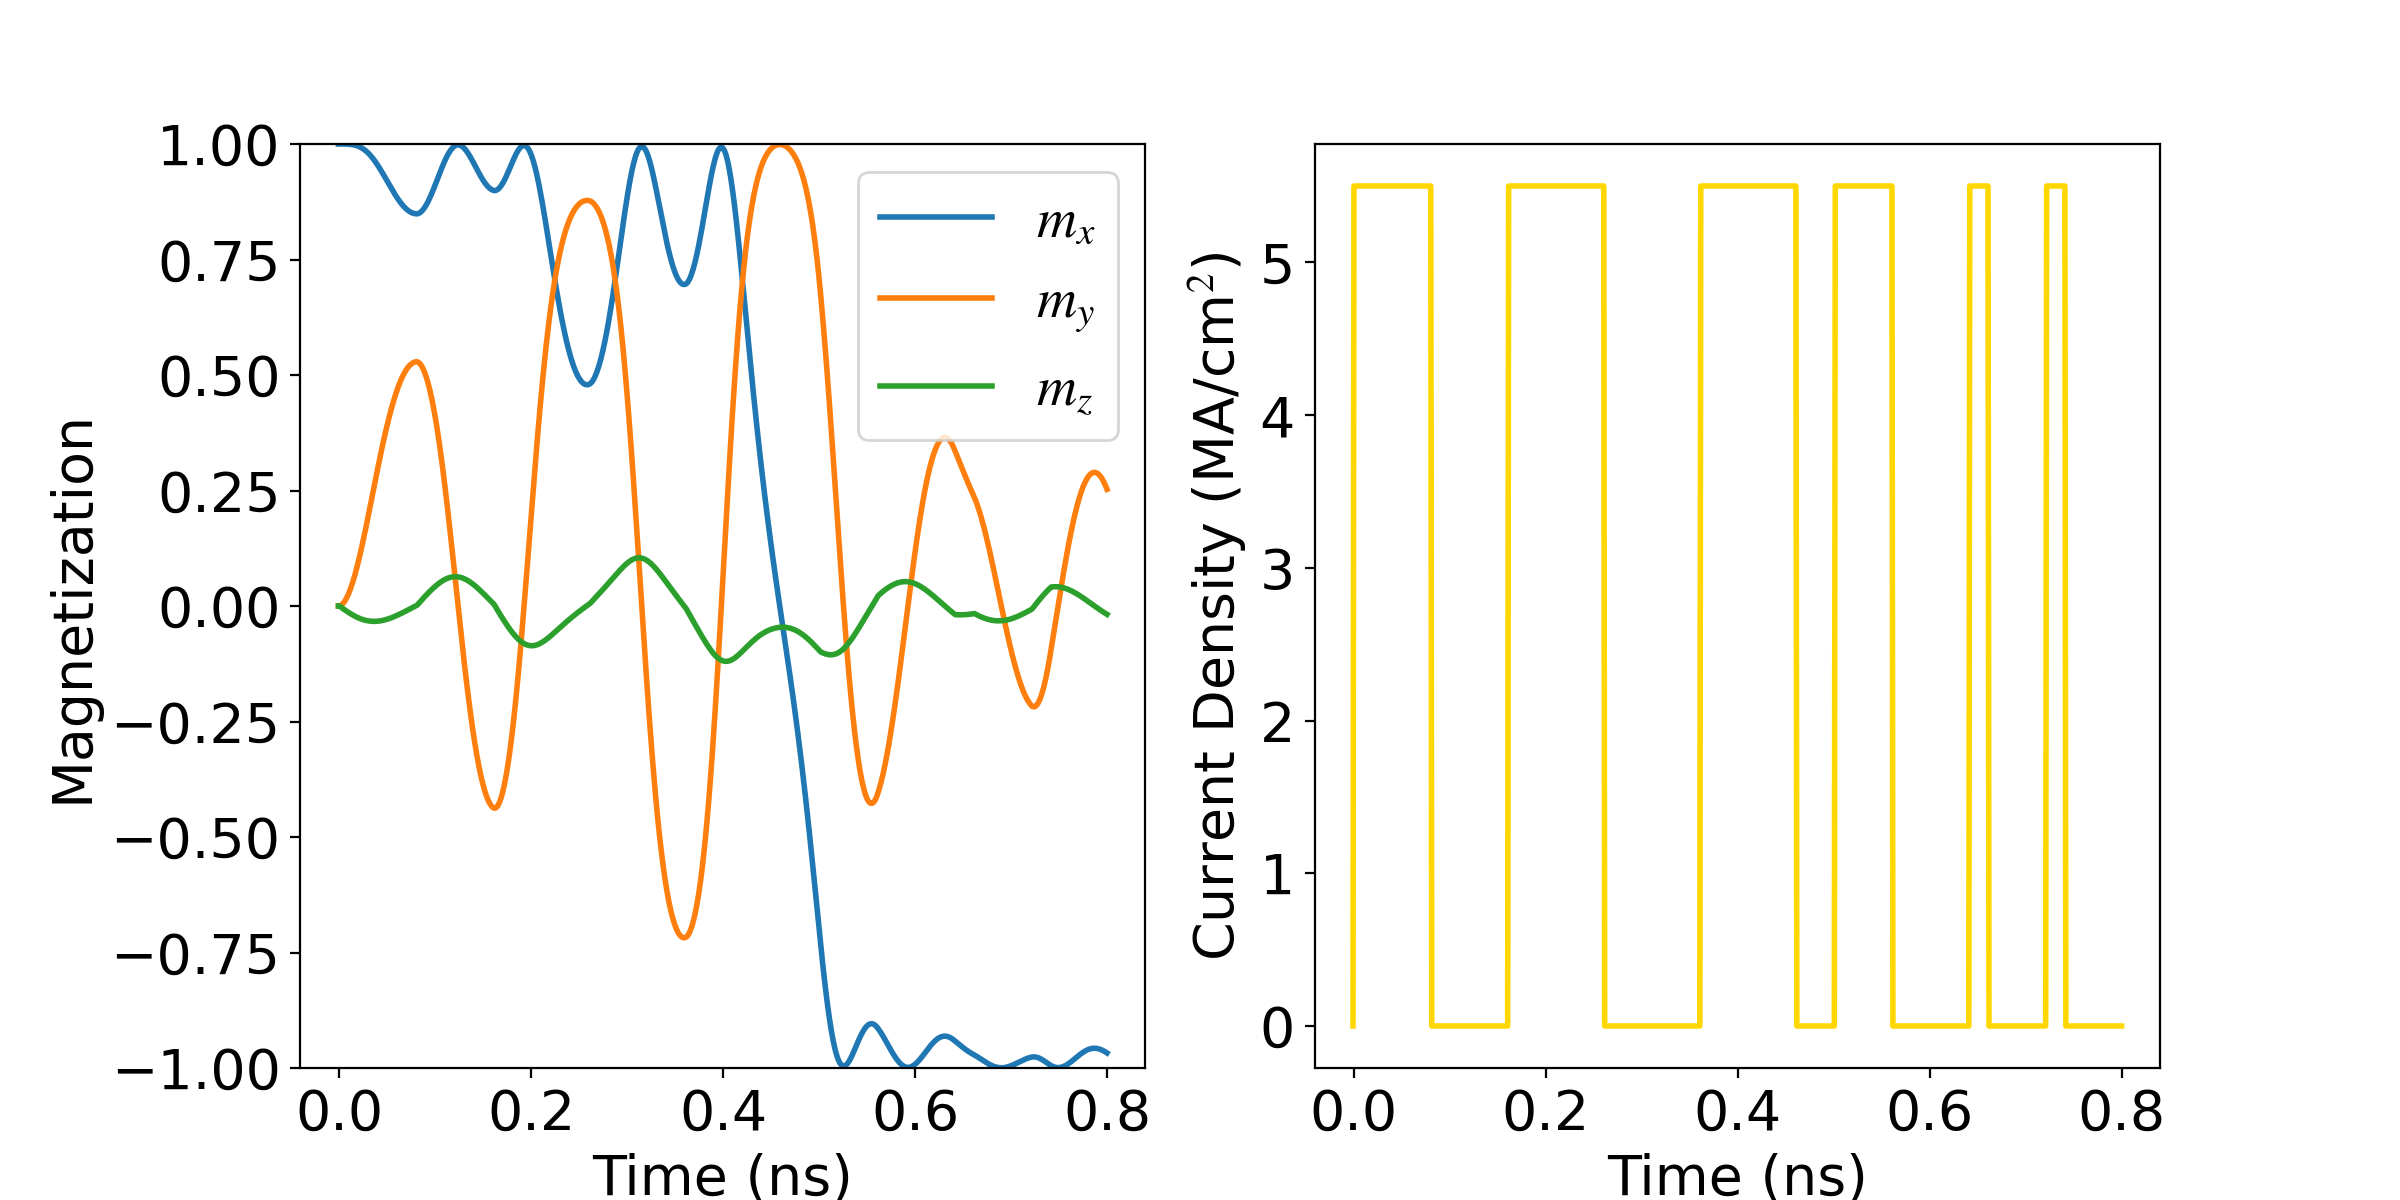 Magnetization
1.00
0.75
0.50
0.25
0.00
−0.25
−0.50
−0.75
−1.00
0.0 0.2 0.4 0.6 0.8
Time (ns)
m_x
m_y
m_z
Current Density (MA/cm²)
5
4
3
2
1
0
0.0 0.2 0.4 0.6 0.8
Time (ns)